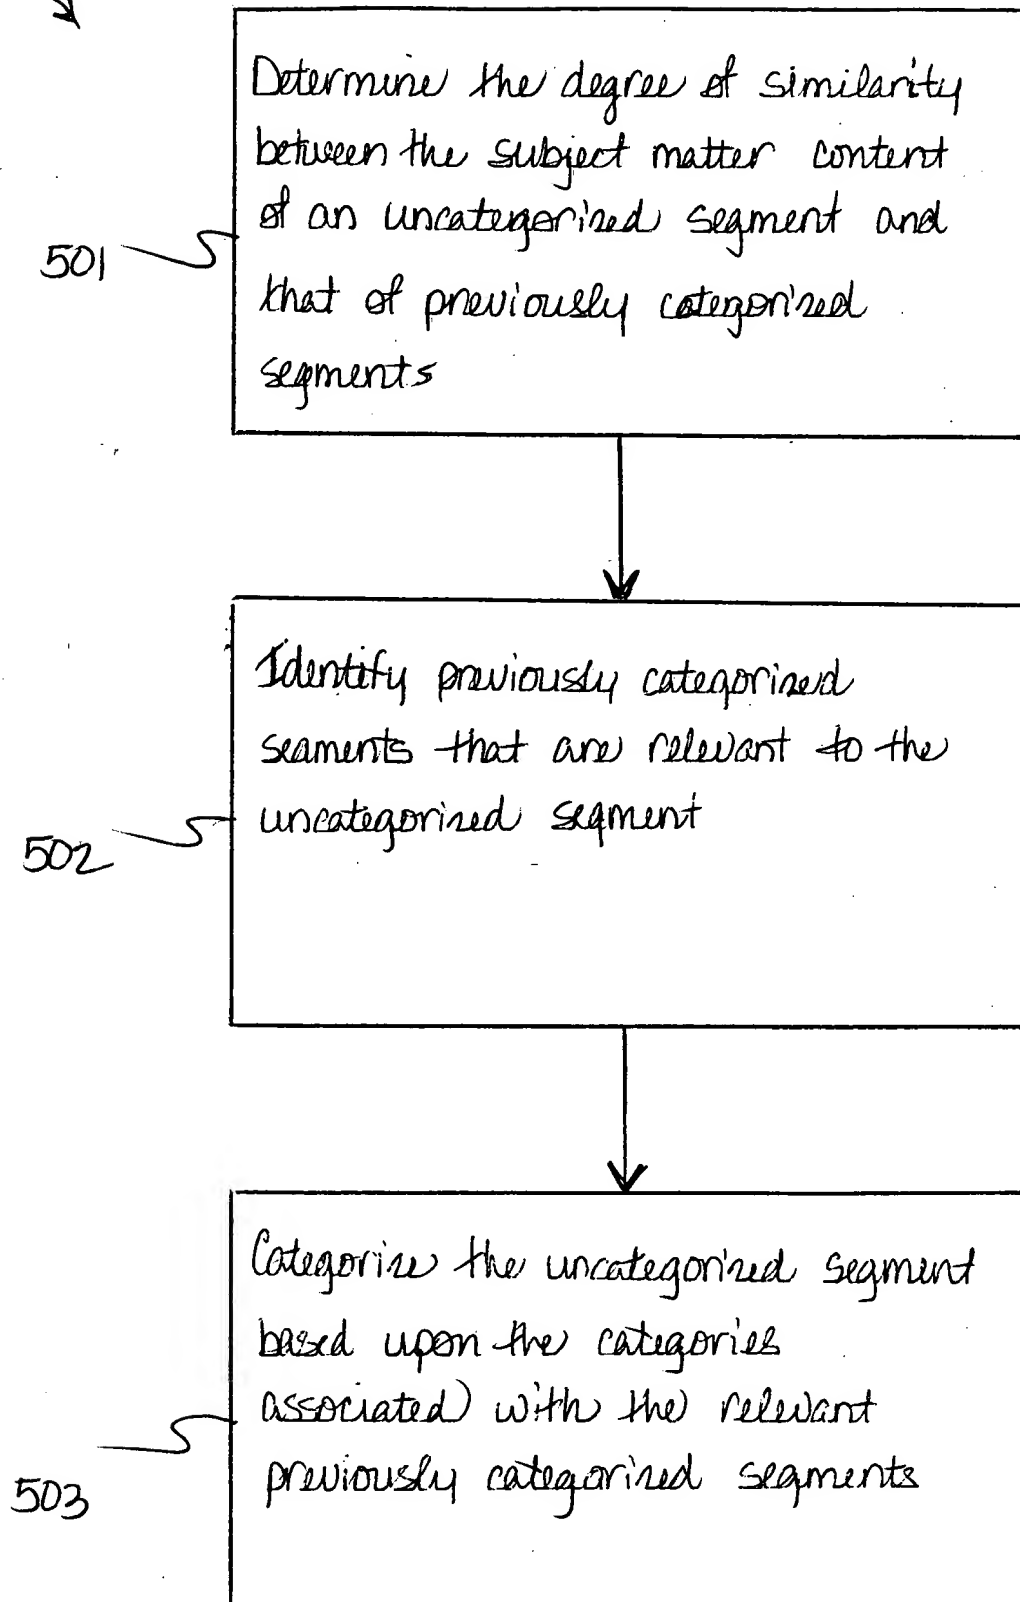 Determine the degree of similarity
between the subject matter content
of an uncategorized segment and
501
that of previously categorized
segments
Identify previously categorized
segments that are relevant to the
uncategorized segment
502
Categorize the uncategorized segment
based upon the categories
associated with the relevant
previously categorized segments
503